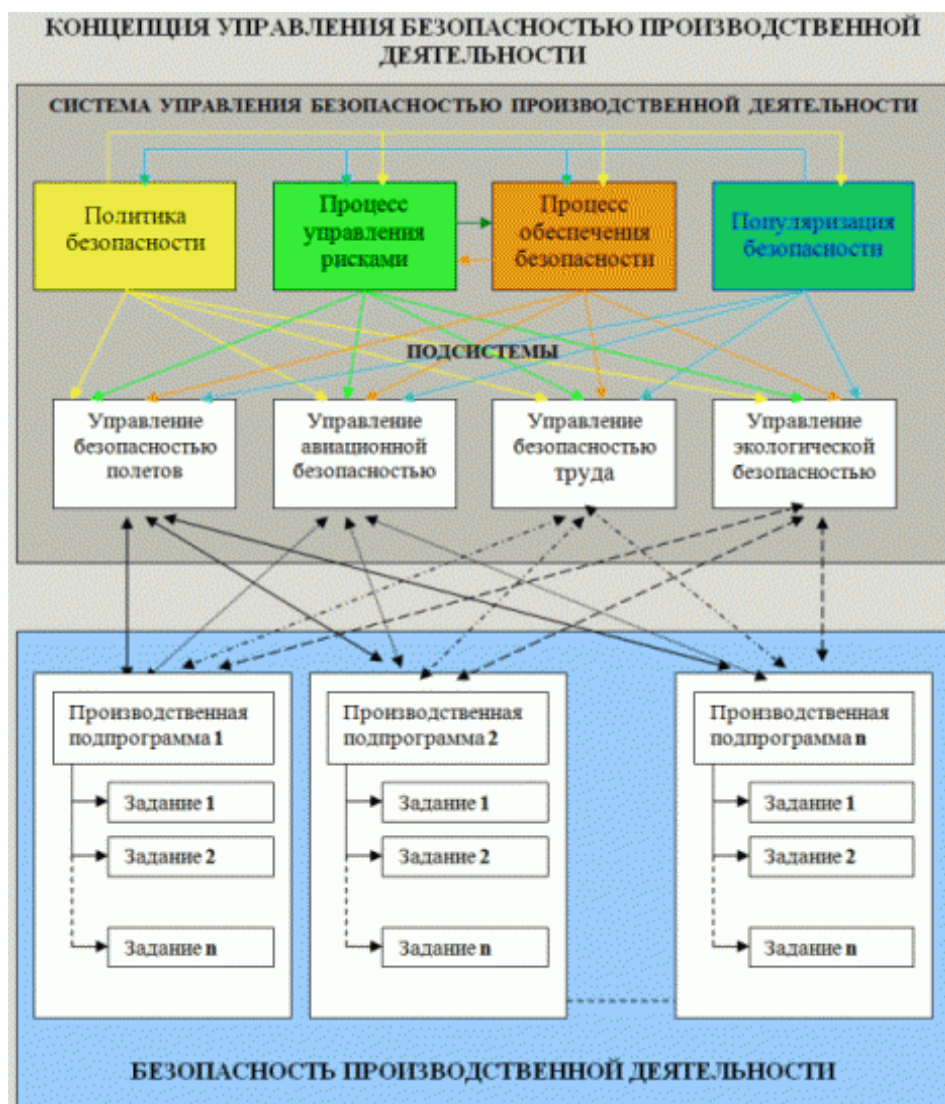 КОНЦЕПЦИЯ УПРАВЛЕНИЯ БЕЗОПАСНОСТЬЮ ПРОИЗВОДСТВЕННОЙ
ДЕЯТЕЛЬНОСТИ
СИСТЕМА УПРАВЛЕНИЯ БЕЗОПАСНОСТЬЮ ПРОИЗВОДСТВЕННОЙ ДЕЯТЕЛЬНОСТИ
Политика
безопасности
Процесс
управления
рисками
Процесс
обеспечения
безопасности
Популяризация
безопасности
ПОДСИСТЕМЫ
Управление
безопасностью
полетов
Управление
авиационной
безопасностью
Управление
безопасностью
труда
Управление
экологической
безопасностью
Производственная
подпрограмма 1
Задание 1
Задание 2
Задание n
Производственная
подпрограмма 2
Задание 1
Задание 2
Задание n
Производственная
подпрограмма n
Задание 1
Задание 2
Задание n
БЕЗОПАСНОСТЬ ПРОИЗВОДСТВЕННОЙ ДЕЯТЕЛЬНОСТИ